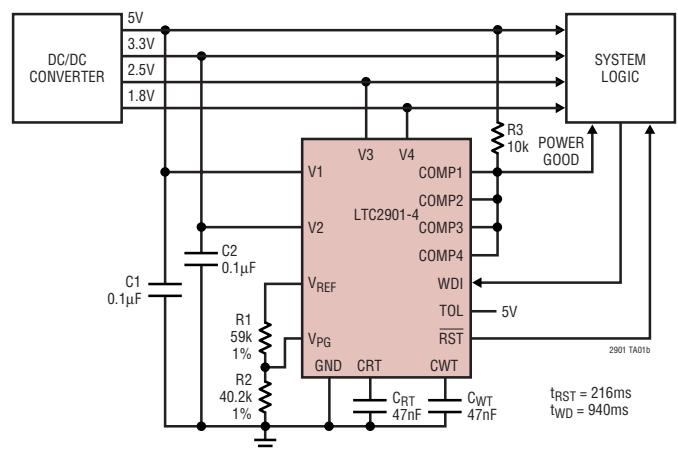 5V
3.3V
2.5V
1.8V
DC/DC
CONVERTER
SYSTEM
LOGIC
R3
10k
POWER
GOOD
V3
V4
V1
COMP1
COMP2
LTC2901-4
V2
COMP3
COMP4
C2
0.1µF
C1
0.1µF
VREF
WDI
R1
59k
1%
TOL
5V
VPG
RST
2901 TA01b
GND
CRT
CWT
R2
40.2k
1%
CRT
47nF
CWT
47nF
tRST = 216ms
tWD = 940ms